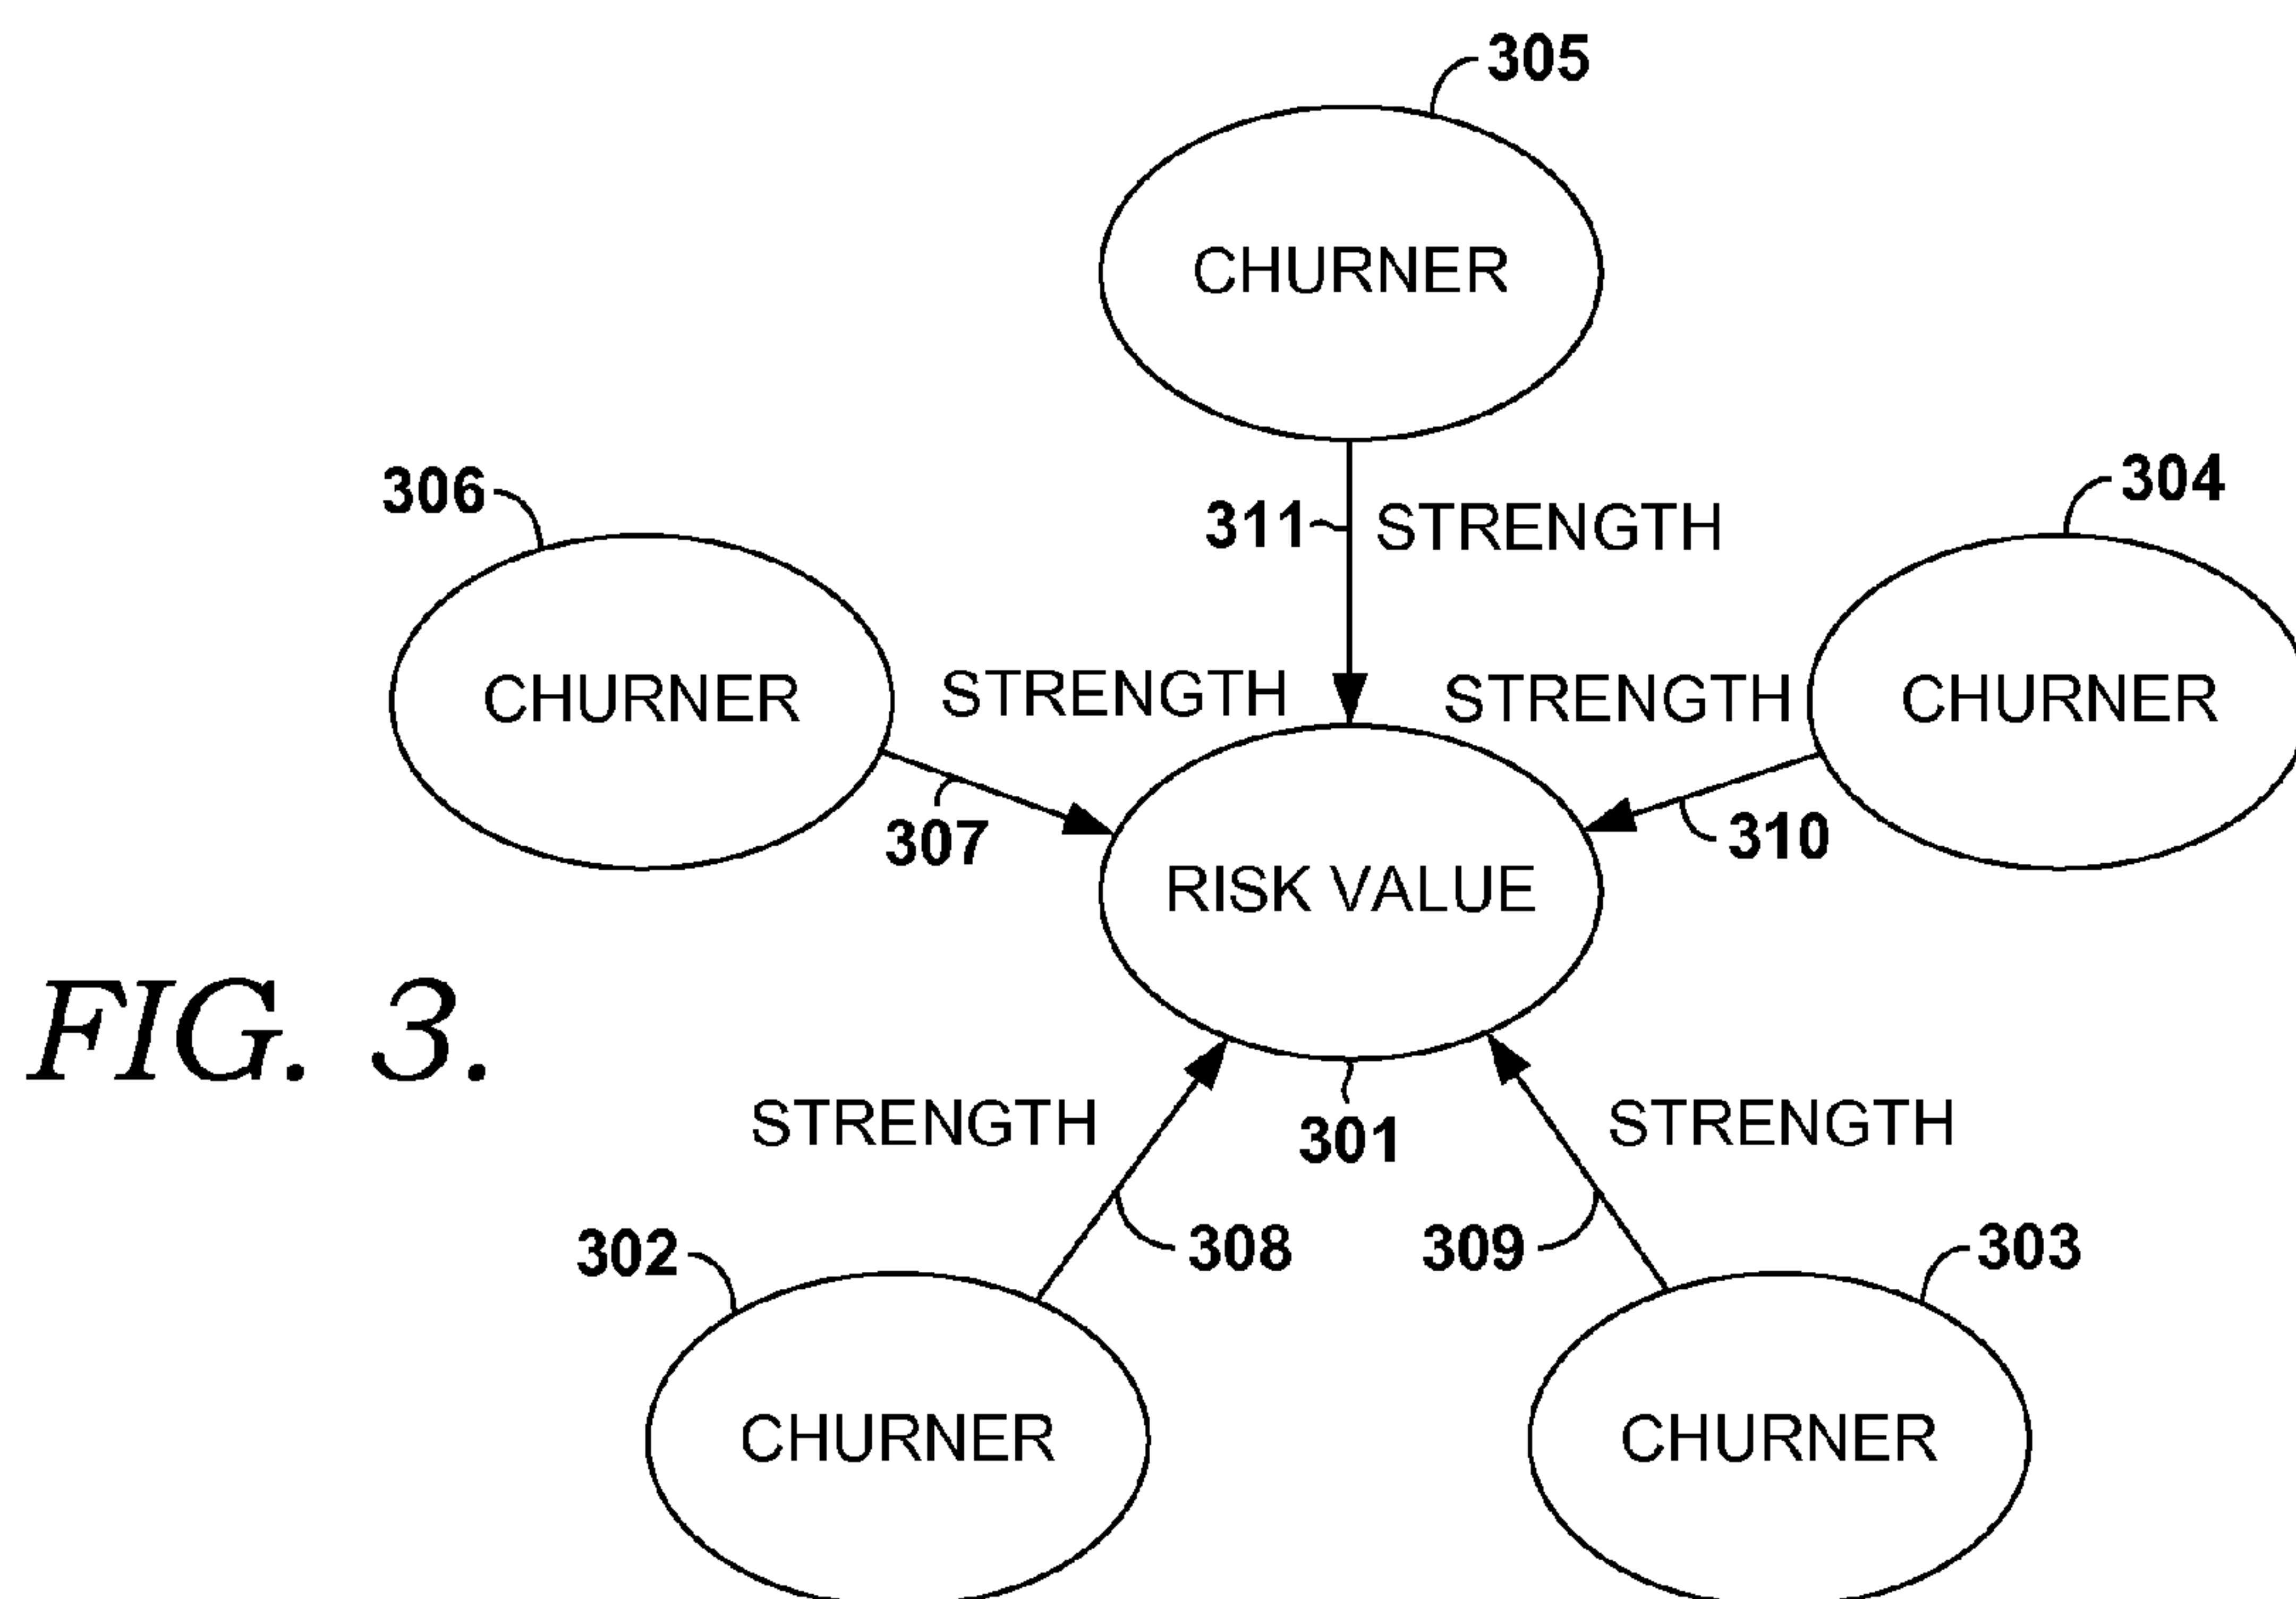 305
CHURNER
306
304
311
STRENGTH
CHURNER
STRENGTH
STRENGTH
CHURNER
307
310
RISK VALUE
FIG. 3.
STRENGTH
301
STRENGTH
302
308
309
303
CHURNER
CHURNER